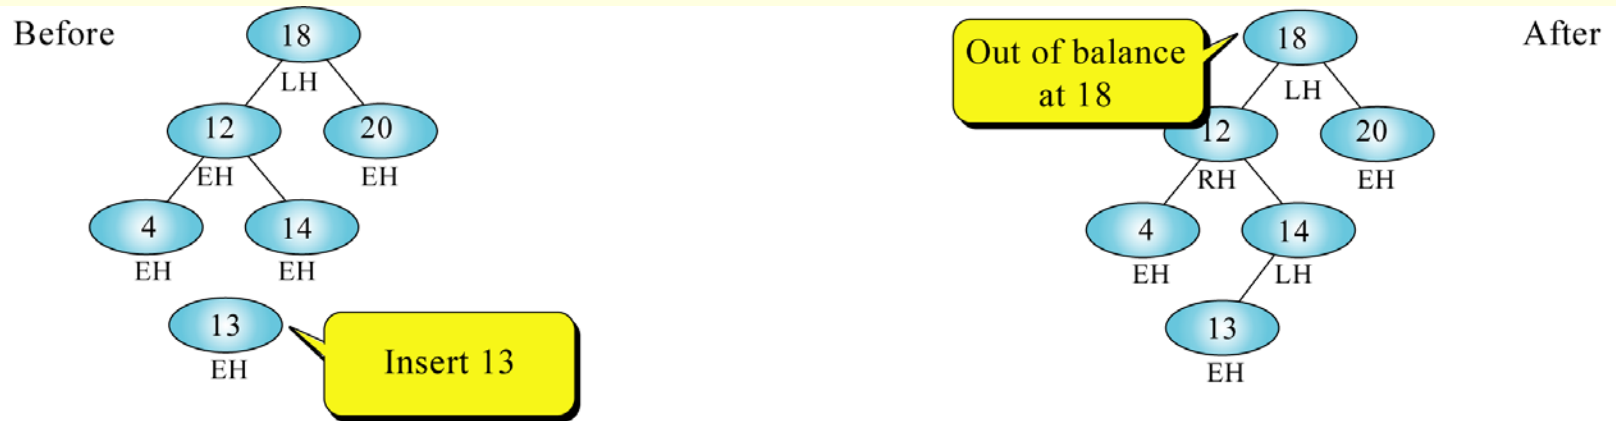 Before
18
LH
12
20
EH
EH
4
14
EH
EH
13
EH
Insert 13
After
Out of balance
at 18
18
LH
12
20
RH
EH
4
14
EH
LH
13
EH